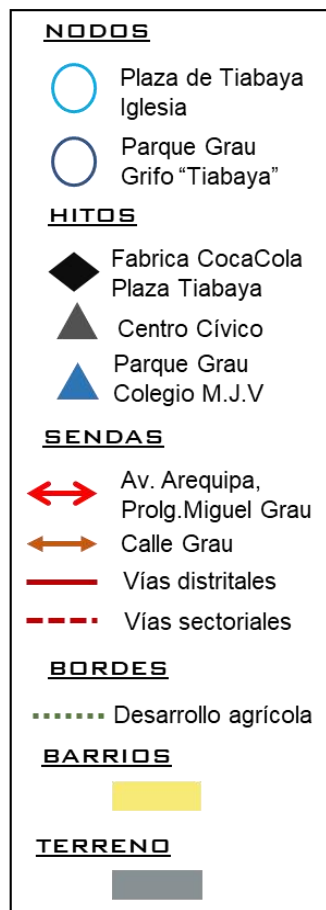 NODOS
Plaza de Tiabaya
Iglesia
Parque Grau
Grifo “Tiabaya”
HITOS
Fabrica CocaCola
Plaza Tiabaya
Centro Cívico
Parque Grau
Colegio M.J.V
SENDAS
Av. Arequipa,
Prolg.Miguel Grau
Calle Grau
Vías distritales
Vías sectoriales
BORDES
Desarrollo agrícola
BARRIOS
TERRENO